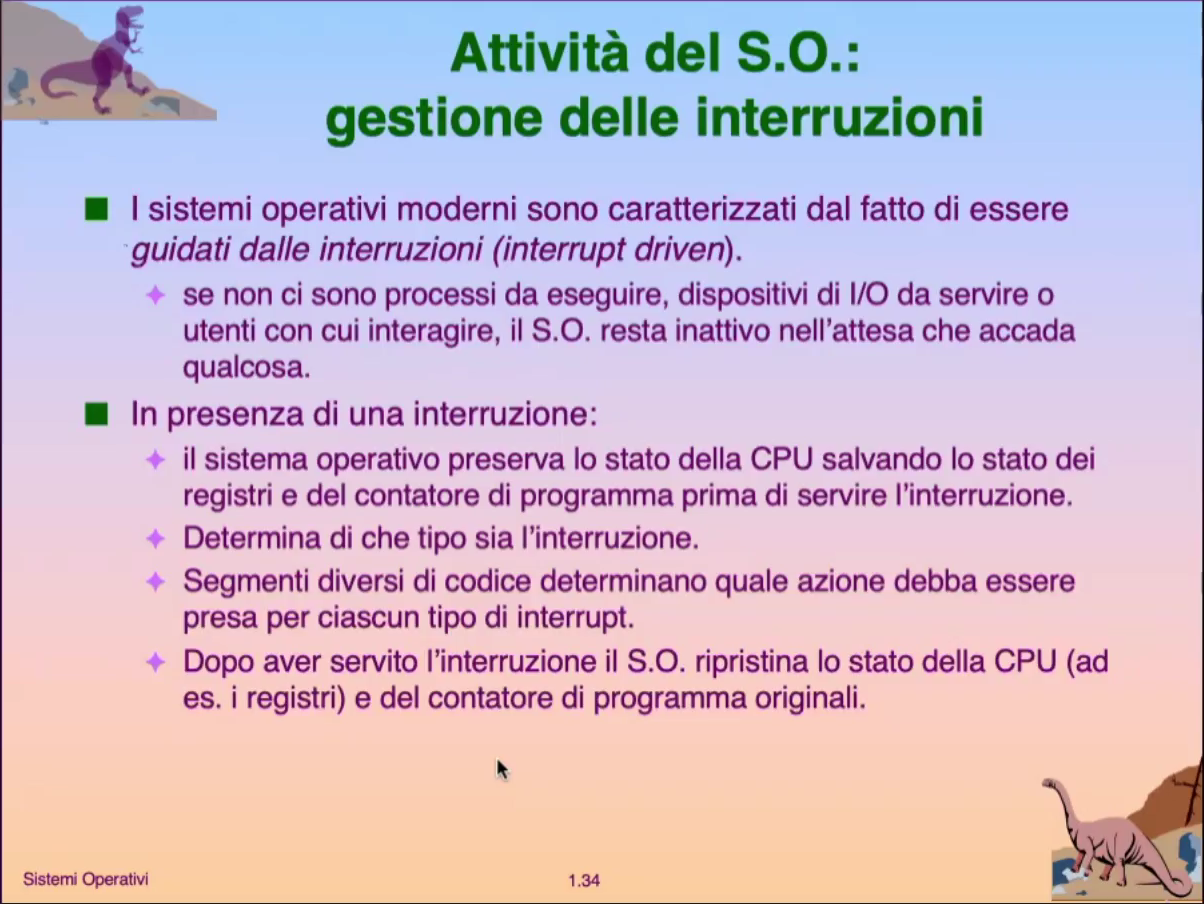 Attività del S.O.:
gestione delle interruzioni
I sistemi operativi moderni sono caratterizzati dal fatto di essere
guidati dalle interruzioni (interrupt driven).
se non ci sono processi da eseguire, dispositivi di I/O da servire o
utenti con cui interagire, il S.O. resta inattivo nell'attesa che accada
qualcosa.
In presenza di una interruzione:
il sistema operativo preserva lo stato della CPU salvando lo stato dei
registri e del contatore di programma prima di servire l'interruzione.
Determina di che tipo sia l'interruzione.
Segmenti diversi di codice determinano quale azione debba essere
presa per ciascun tipo di interrupt.
Dopo aver servito l'interruzione il S.O. ripristina lo stato della CPU (ad
es. i registri) e del contatore di programma originali.
Sistemi Operativi
1.34